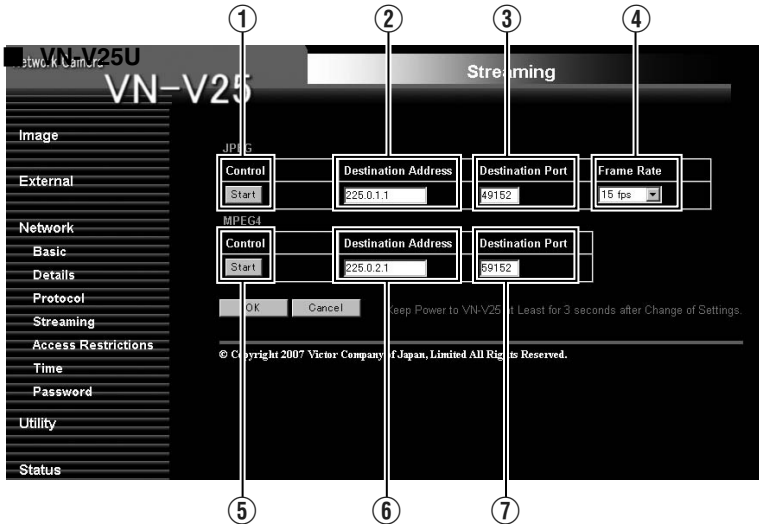 ① ② ③ ④
■ VN-V25U
Network Camera
VN-V25
Streaming
Image
External
Network
Basic
Details
Protocol
Streaming
Access Restrictions
Time
Password
Utility
Status
JPEG
Control Destination Address Destination Port Frame Rate
Start 225.0.1.1 49152 15 fps
MPEG4
Control Destination Address Destination Port
Start 225.0.2.1 59152
OK Cancel Keep Power to VN-V25 at Least for 3 seconds after Change of Settings.
© Copyright 2007 Victor Company of Japan, Limited All Rights Reserved.
⑤ ⑥ ⑦